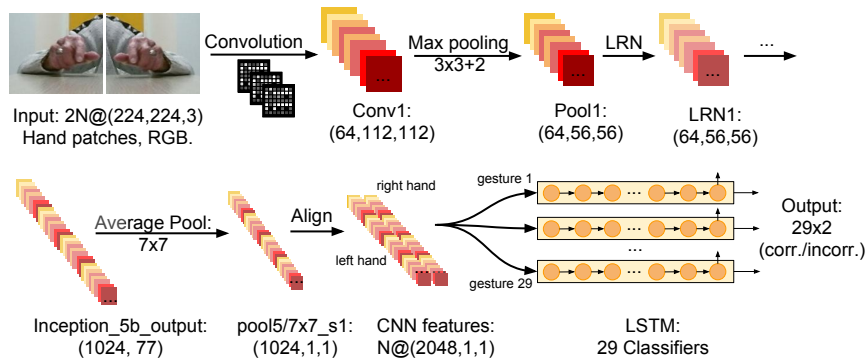 Convolution
Max pooling
3x3+2
LRN
...
...
...
...
...
Input: 2N@(224,224,3)
Hand patches, RGB.
Conv1:
(64,112,112)
Pool1:
(64,56,56)
LRN1:
(64,56,56)
Average Pool:
7x7
Align
right hand
left hand
gesture 1
...
...
...
gesture 29
...
Output:
29x2
(corr./incorr.)
...
...
...
...
Inception_5b_output:
(1024, 77)
pool5/7x7_s1:
(1024,1,1)
CNN features:
N@(2048,1,1)
LSTM:
29 Classifiers